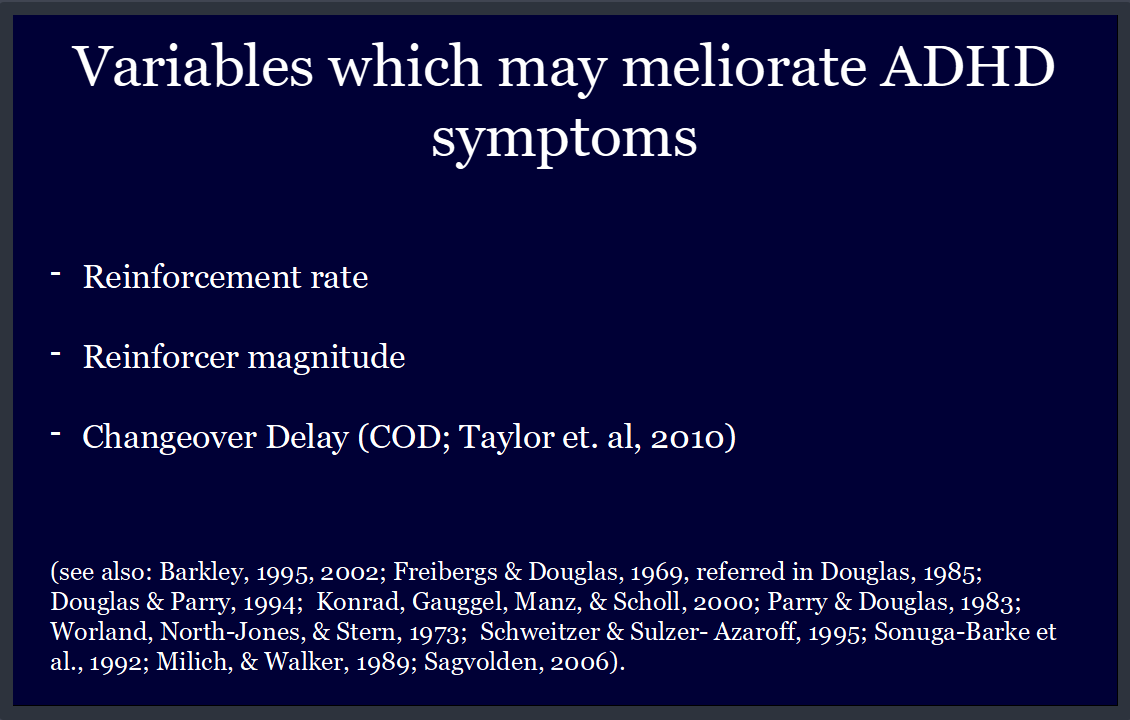 Variables which may meliorate ADHD
symptoms
- Reinforcement rate
- Reinforcer magnitude
- Changeover Delay (COD; Taylor et. al, 2010)
(see also: Barkley, 1995, 2002; Freibergs & Douglas, 1969, referred in Douglas, 1985;
Douglas & Parry, 1994;  Konrad, Gauggel, Manz, & Scholl, 2000; Parry & Douglas, 1983;
Worland, North-Jones, & Stern, 1973;  Schweitzer & Sulzer- Azaroff, 1995; Sonuga-Barke et
al., 1992; Milich, & Walker, 1989; Sagvolden, 2006).